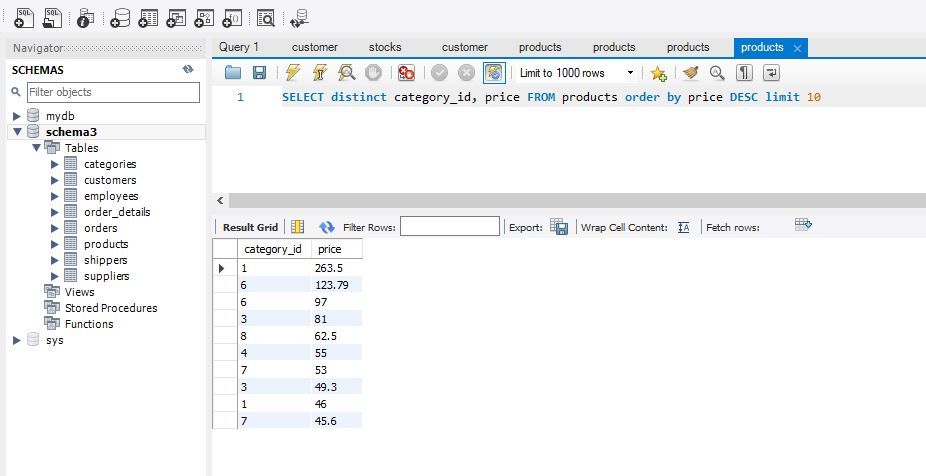 SQL SQL
Navigator
SCHEMAS
Filter objects
mydb
schema3
Tables
categories
customers
employees
order_details
orders
products
shippers
suppliers
Views
Stored Procedures
Functions
sys
Query 1 customer stocks customer products products products products
Limit to 1000 rows
1 SELECT distinct category_id, price FROM products order by price DESC limit 10
Result Grid Filter Rows: Export: Wrap Cell Content: Fetch rows:
category_id price
1 263.5
6 123.79
6 97
3 81
8 62.5
4 55
7 53
3 49.3
1 46
7 45.6